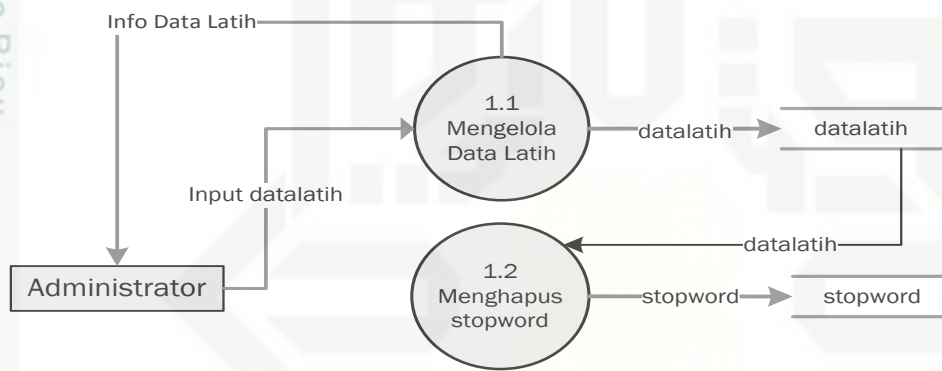 Info Data Latih
1.1
Mengelola
Data Latih
datalatih
datalatih
Input datalatih
datalatih
Administrator
1.2
Menghapus
stopword
stopword
stopword